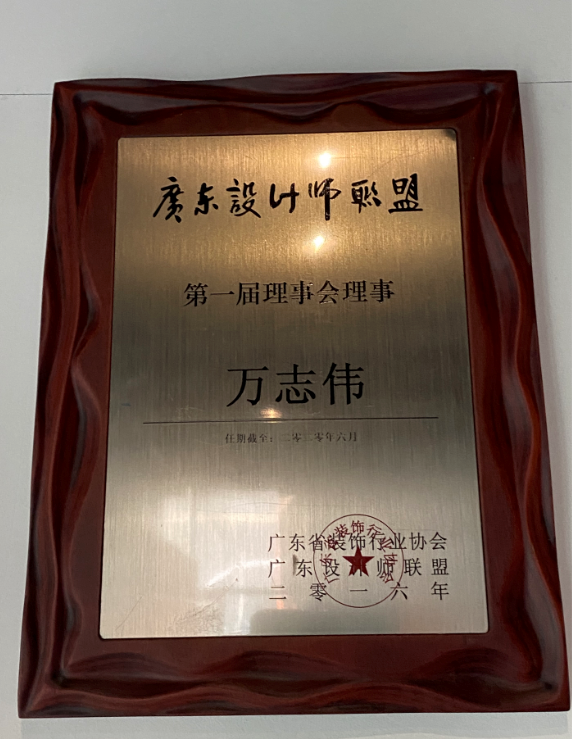 廣东設计师联盟
第一届理事会理事
万志伟
任期截至：二零二零年六月
广东省装饰行业协会
广东设计师联盟
二零一六年